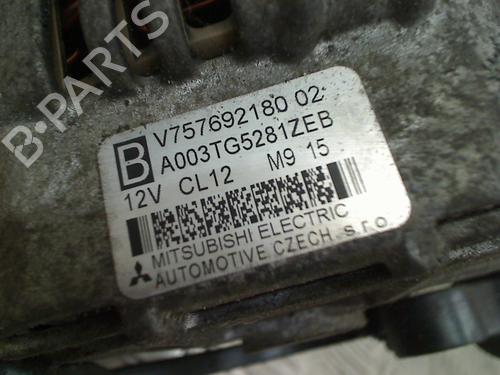 B-PARTS
V757692180 02
B
A003TG5281ZEB
12V CL12 M9 15
MITSUBISHI ELECTRIC
AUTOMOTIVE CZECH s.r.o.